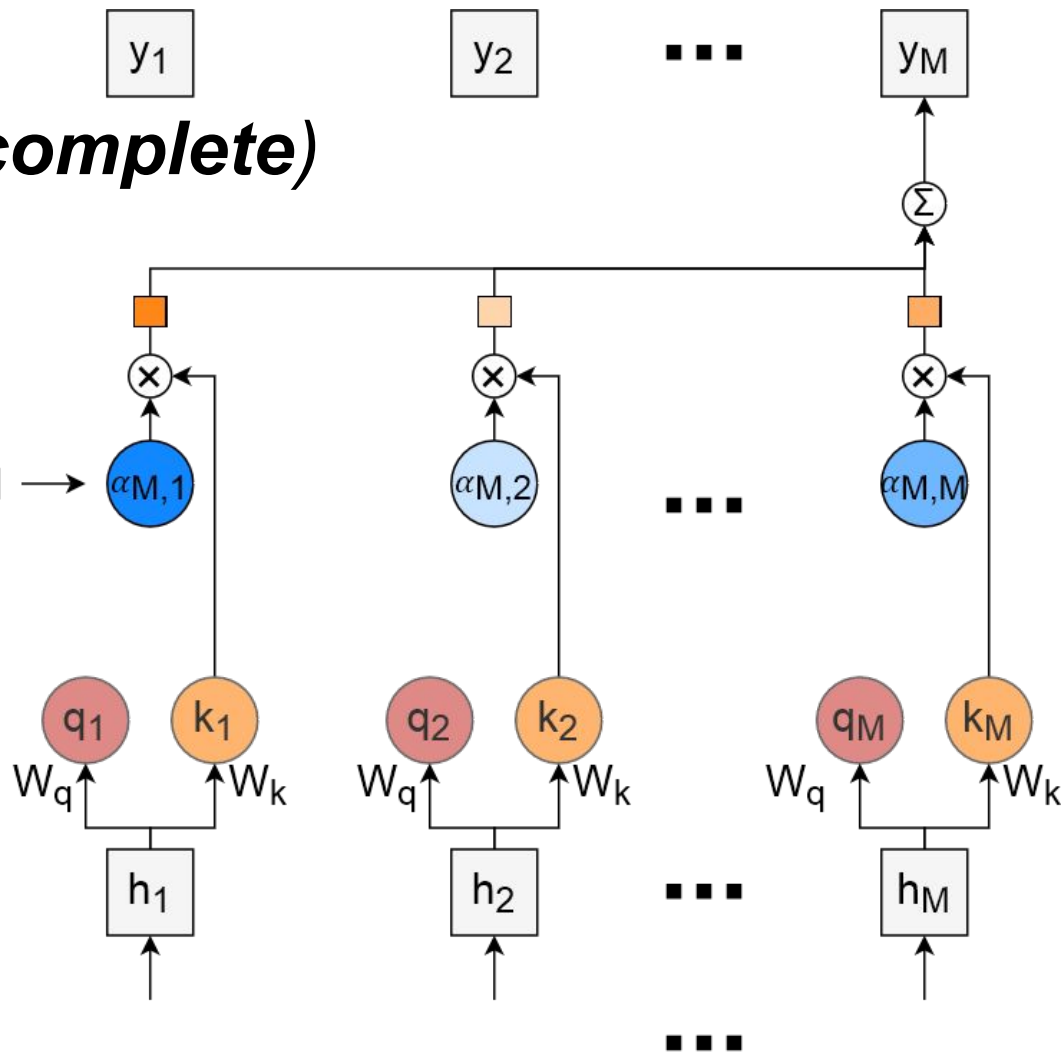 y1 y2 ... yM
complete)
Σ
× × ×
αM,1 αM,2 ... αM,M
q1 k1 q2 k2 qM kM
Wq Wk Wq Wk Wq Wk
h1 h2 ... hM
...